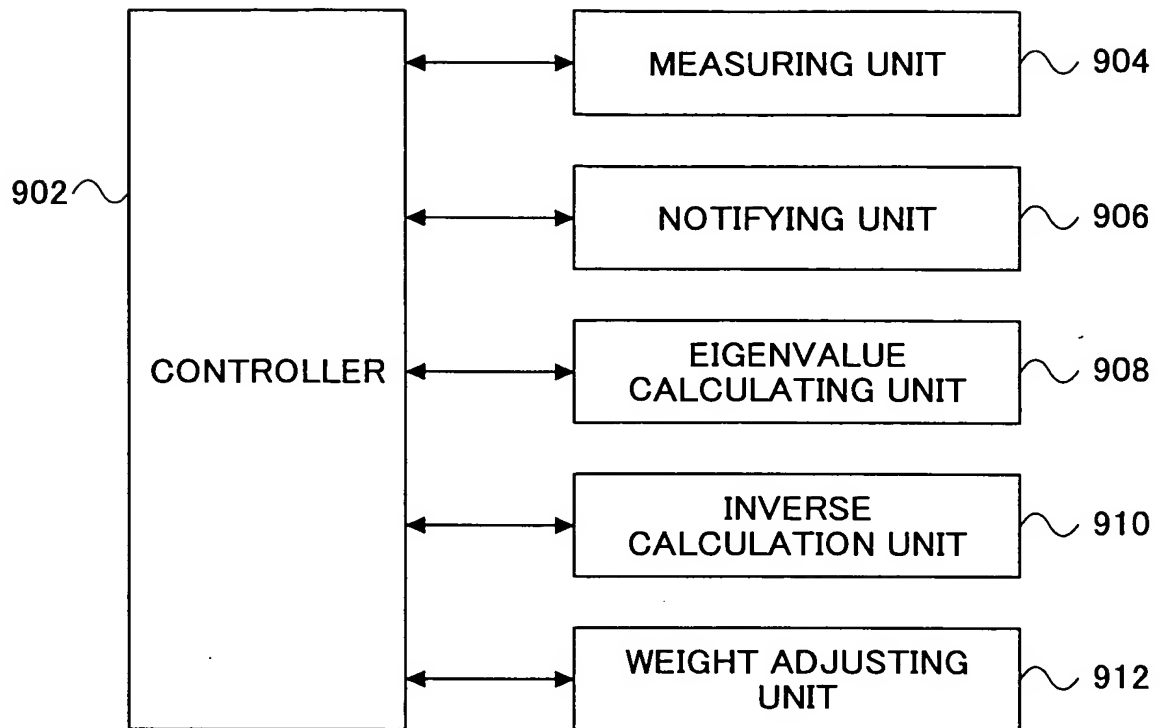 MEASURING UNIT
904
902
NOTIFYING UNIT
906
CONTROLLER
EIGENVALUE
CALCULATING UNIT
908
INVERSE
CALCULATION UNIT
910
WEIGHT ADJUSTING
UNIT
912